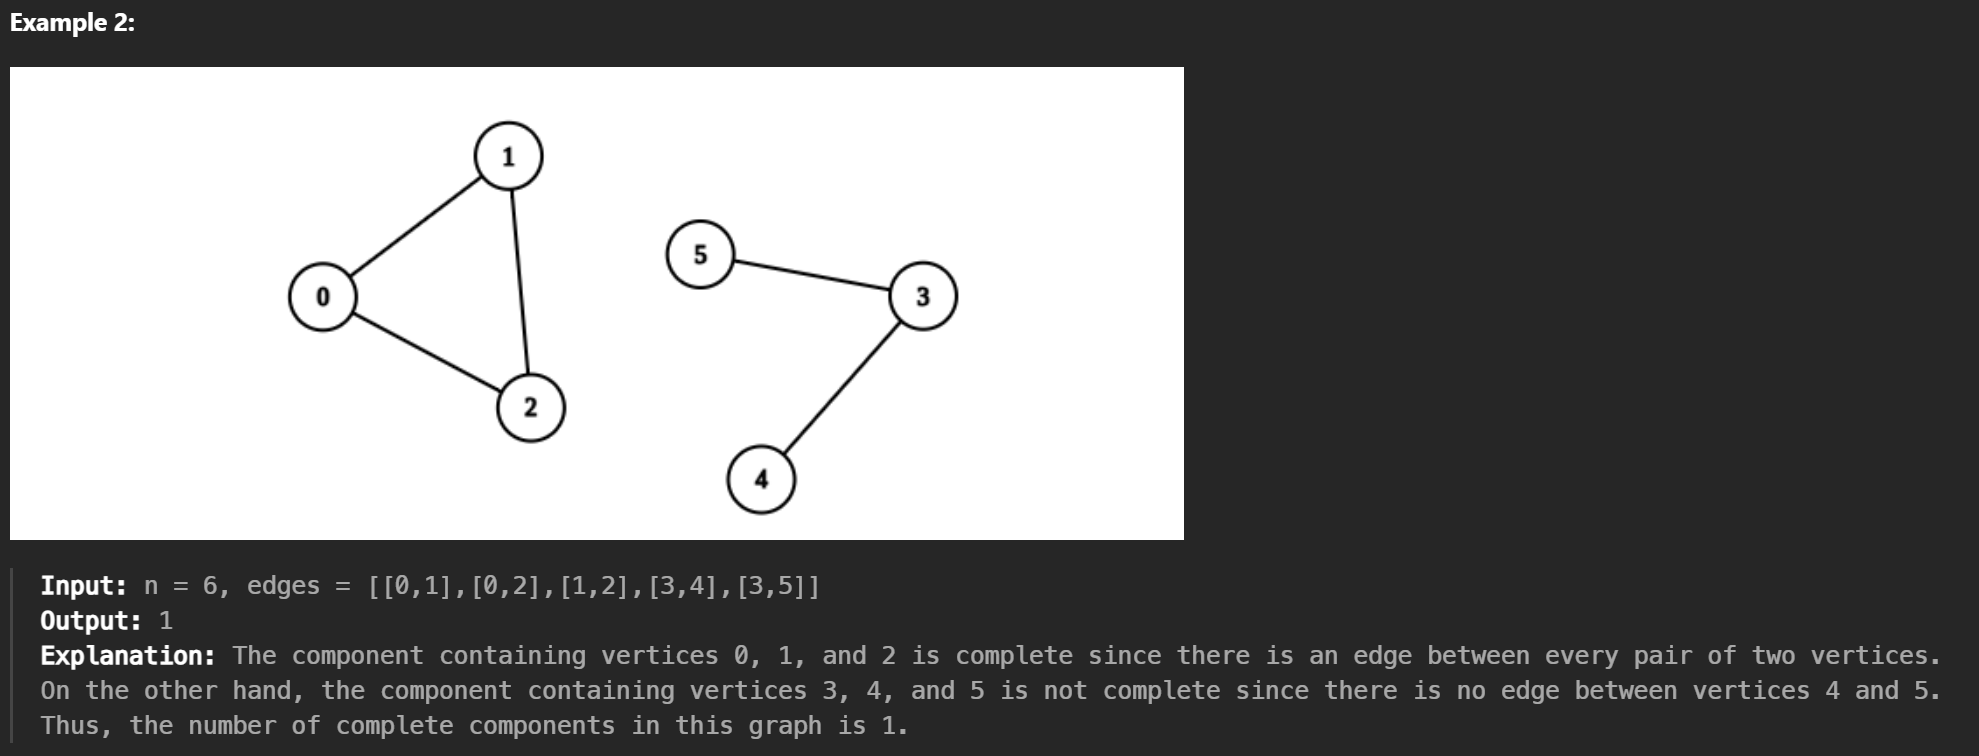 Example 2:
1
5
0
3
2
4
Input: n = 6, edges = [[0,1],[0,2],[1,2],[3,4],[3,5]]
Output: 1
Explanation: The component containing vertices 0, 1, and 2 is complete since there is an edge between every pair of two vertices.
On the other hand, the component containing vertices 3, 4, and 5 is not complete since there is no edge between vertices 4 and 5.
Thus, the number of complete components in this graph is 1.